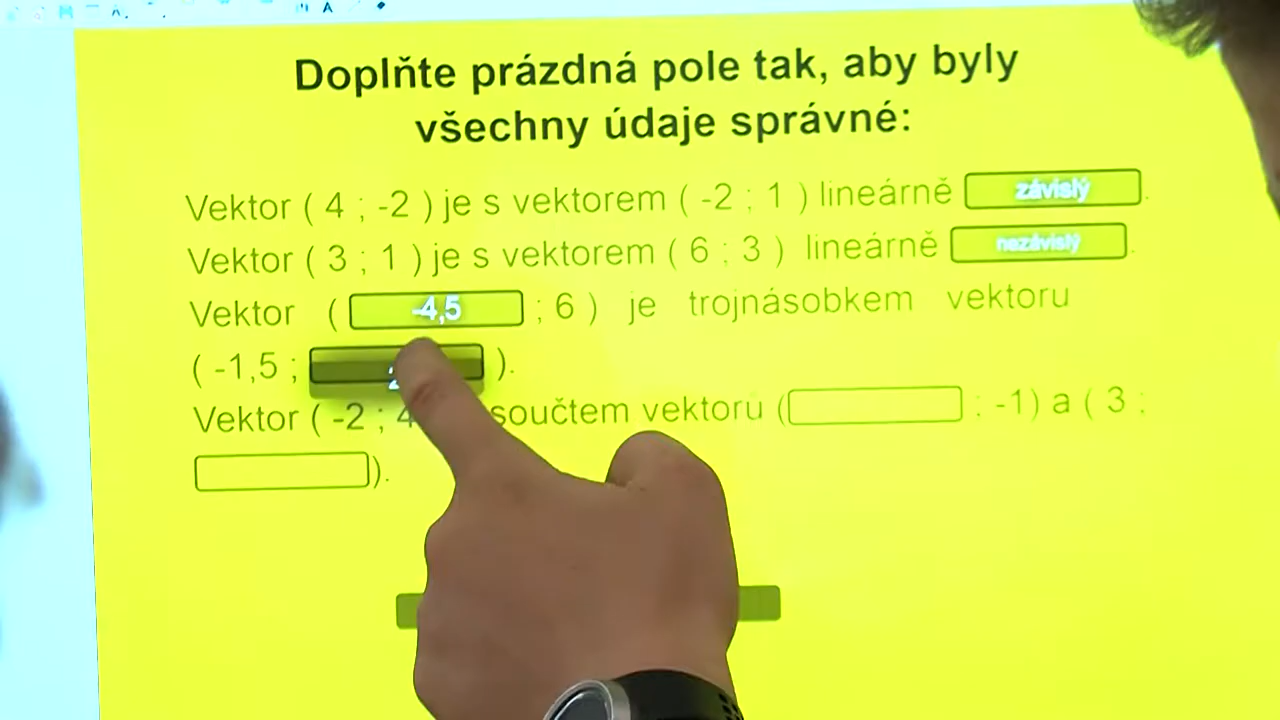 Doplňte prázdná pole tak, aby byly
všechny údaje správné:
Vektor ( 4 ; -2 ) je s vektorem ( -2 ; 1 ) lineárně závislý .
Vektor ( 3 ; 1 ) je s vektorem ( 6 ; 3 ) lineárně nezávislý .
Vektor ( -4,5 ; 6 ) je trojnásobkem vektoru
( -1,5 ; 2 ).
Vektor ( -2 ; 4 součtem vektorů ( ; -1) a ( 3 ;
).